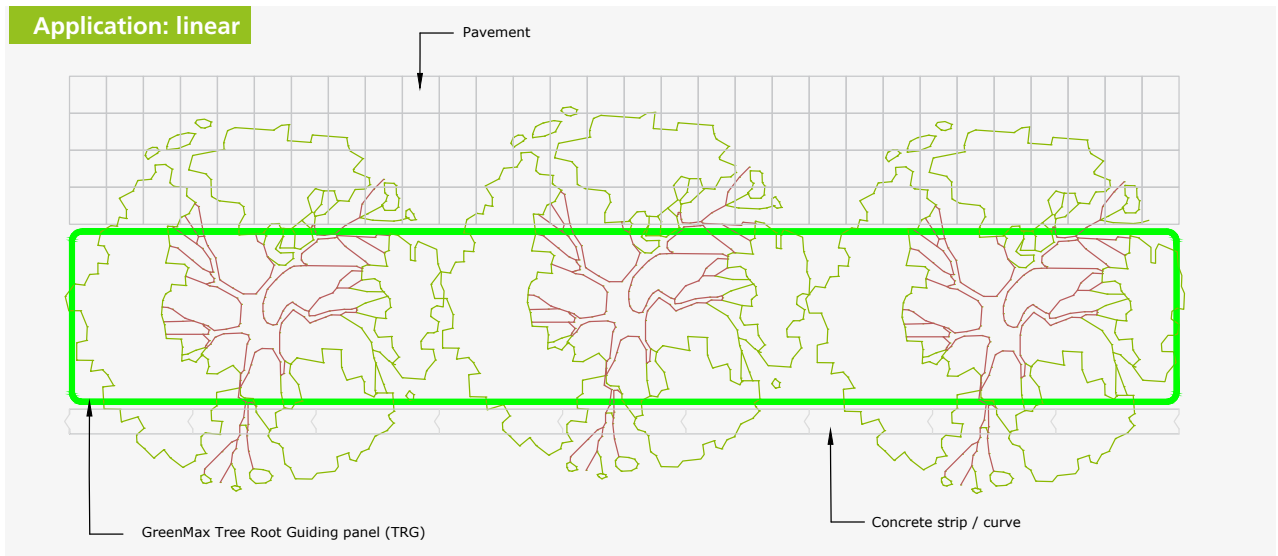 Application: linear
Pavement
GreenMax Tree Root Guiding panel (TRG)
Concrete strip / curve